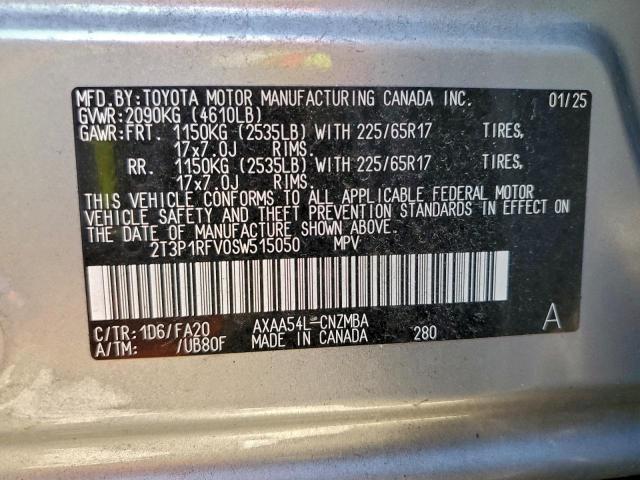 MFD.BY:TOYOTA MOTOR MANUFACTURING CANADA INC. 01/25
GVWR:2090KG (4610LB)
GAWR:FRT. 1150KG (2535LB) WITH 225/65R17 TIRES,
17x7.0J RIMS.
RR. 1150KG (2535LB) WITH 225/65R17 TIRES,
17x7.0J RIMS.
THIS VEHICLE CONFORMS TO ALL APPLICABLE FEDERAL MOTOR
VEHICLE SAFETY AND THEFT PREVENTION STANDARDS IN EFFECT ON
THE DATE OF MANUFACTURE SHOWN ABOVE.
2T3P1RFV0SW515050 MPV
C/TR:1D6/FA20 AXAA54L-CNZMBA A
A/TM: /UB80F MADE IN CANADA 280